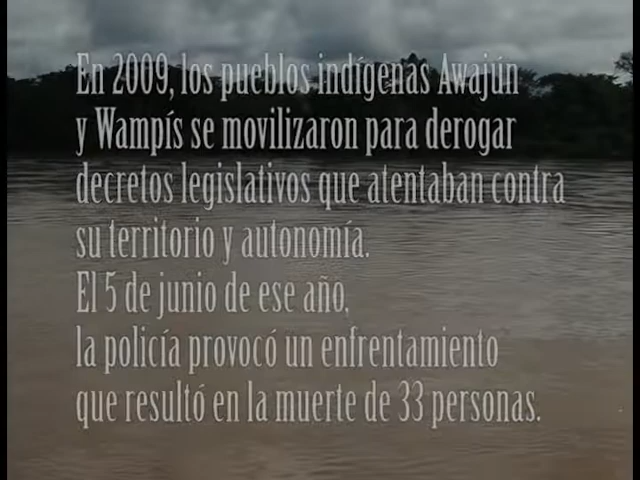 En 2009, los pueblos indígenas Awajún
y Wampís se movilizaron para derogar
decretos legislativos que atentaban contra
su territorio y autonomía.
El 5 de junio de ese año,
la policía provocó un enfrentamiento
que resultó en la muerte de 33 personas.